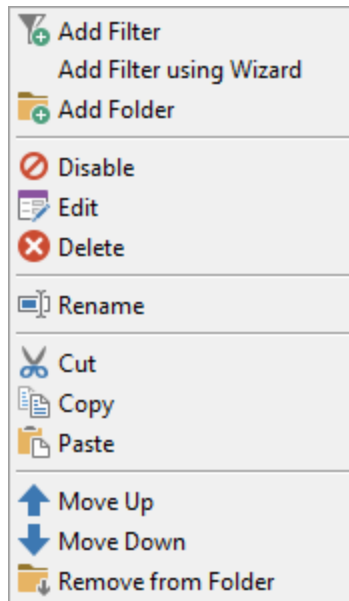 Add Filter
Add Filter using Wizard
Add Folder
Disable
Edit
Delete
Rename
Cut
Copy
Paste
Move Up
Move Down
Remove from Folder